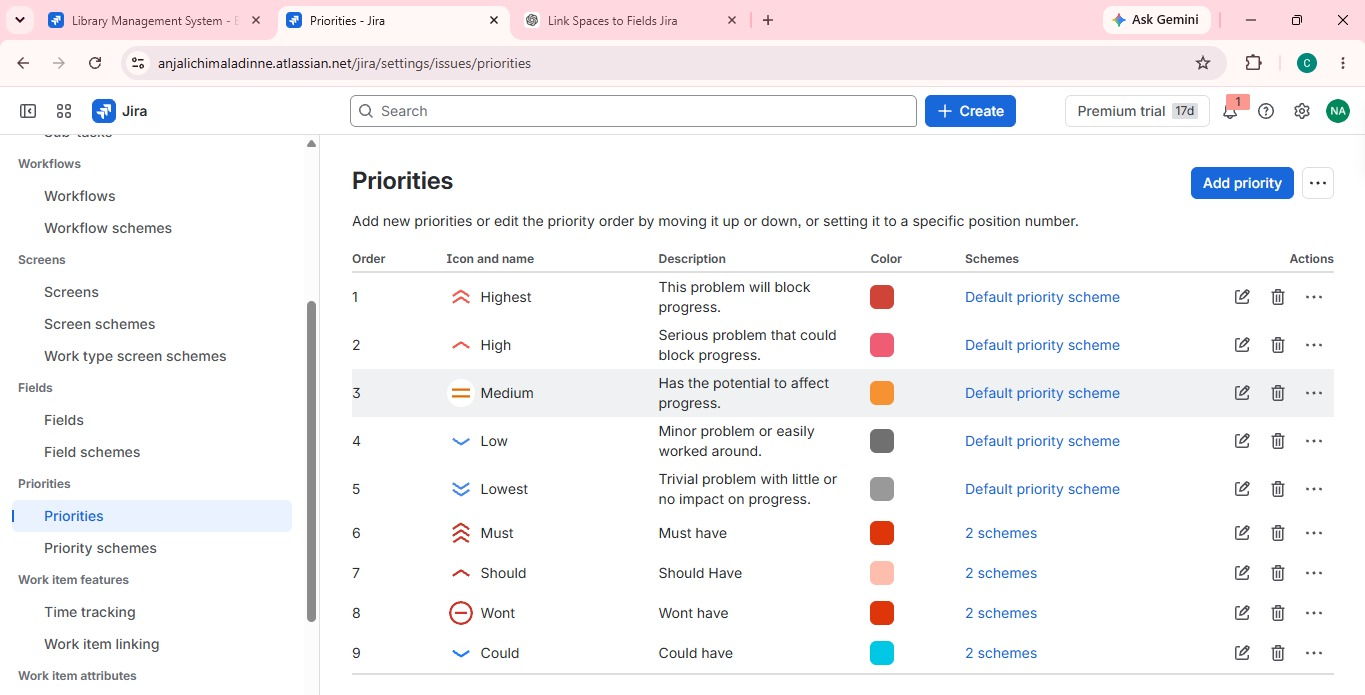 Library Management System - E
Priorities - Jira
Link Spaces to Fields Jira
Ask Gemini
anjalichimaladinne.atlassian.net/jira/settings/issues/priorities
C
Jira
Search
+ Create
Premium trial 17d
1
NA
Sub-tasks
Workflows
Workflows
Workflow schemes
Screens
Screens
Screen schemes
Work type screen schemes
Fields
Fields
Field schemes
Priorities
Priorities
Priority schemes
Work item features
Time tracking
Work item linking
Work item attributes
Priorities
Add priority
Add new priorities or edit the priority order by moving it up or down, or setting it to a specific position number.
Order Icon and name Description Color Schemes Actions
1 Highest This problem will block progress. Default priority scheme
2 High Serious problem that could block progress. Default priority scheme
3 Medium Has the potential to affect progress. Default priority scheme
4 Low Minor problem or easily worked around. Default priority scheme
5 Lowest Trivial problem with little or no impact on progress. Default priority scheme
6 Must Must have 2 schemes
7 Should Should Have 2 schemes
8 Wont Wont have 2 schemes
9 Could Could have 2 schemes